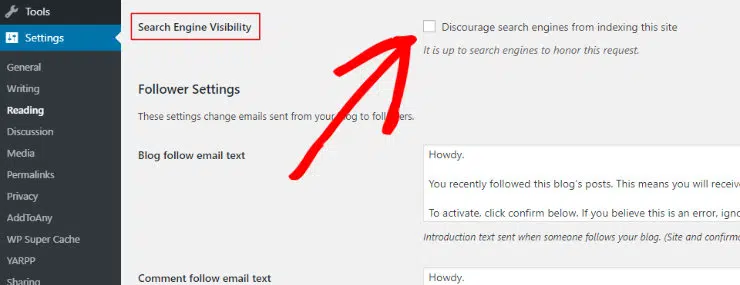 Tools
Settings
General
Writing
Reading
Discussion
Media
Permalinks
Privacy
AddToAny
WP Super Cache
YARPP
Sharing
Search Engine Visibility
Discourage search engines from indexing this site
It is up to search engines to honor this request.
Follower Settings
These settings change emails sent from your blog to followers.
Blog follow email text
Howdy.
You recently followed this blog's posts. This means you will receive
To activate, click confirm below. If you believe this is an error, igno
Introduction text sent when someone follows your blog. (Site and confirma
Comment follow email text
Howdy.